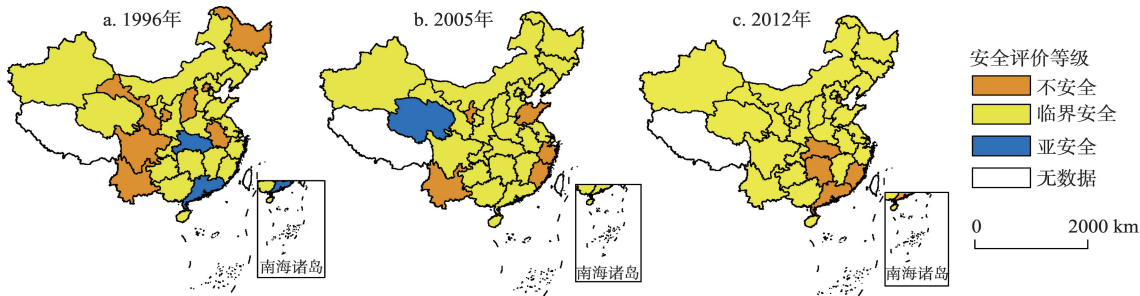 a. 1996年
b. 2005年
c. 2012年
安全评价等级
不安全
临界安全
亚安全
无数据
0
2000 km
南海诸岛
南海诸岛
南海诸岛